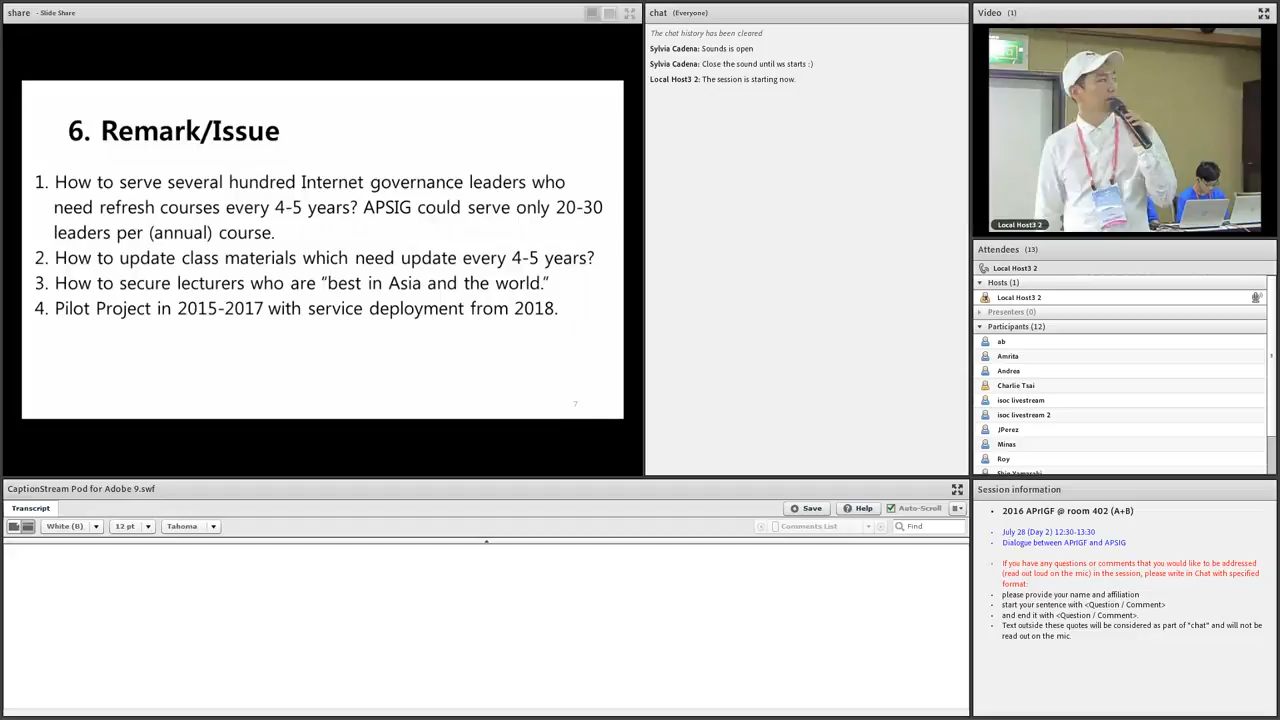 share - Slide Share
6. Remark/Issue
1. How to serve several hundred Internet governance leaders who
need refresh courses every 4-5 years? APSIG could serve only 20-30
leaders per (annual) course.
2. How to update class materials which need update every 4-5 years?
3. How to secure lecturers who are “best in Asia and the world.”
4. Pilot Project in 2015-2017 with service deployment from 2018.
7
chat (Everyone)
The chat history has been cleared
Sylvia Cadena: Sounds is open
Sylvia Cadena: Close the sound until ws starts :)
Local Host3 2: The session is starting now.
Video (1)
Local Host3 2
Attendees (13)
Local Host3 2
Hosts (1)
Local Host3 2
Presenters (0)
Participants (12)
ab
Amrita
Andrea
Charlie Tsai
isoc livestream
isoc livestream 2
JPerez
Minas
Roy
CaptionStream Pod for Adobe 9.swf
Transcript
Save
Help
Auto-Scroll
White (B)
12 pt
Tahoma
Comments List
Find
Session information
• 2016 APrIGF @ room 402 (A+B)
• July 28 (Day 2) 12:30-13:30
• Dialogue between APrIGF and APSIG
• If you have any questions or comments that you would like to be addressed
(read out loud on the mic) in the session, please write in Chat with specified
format:
• please provide your name and affiliation
• start your sentence with <Question / Comment>
• and end it with <Question / Comment>.
• Text outside these quotes will be considered as part of "chat" and will not be
read out on the mic.